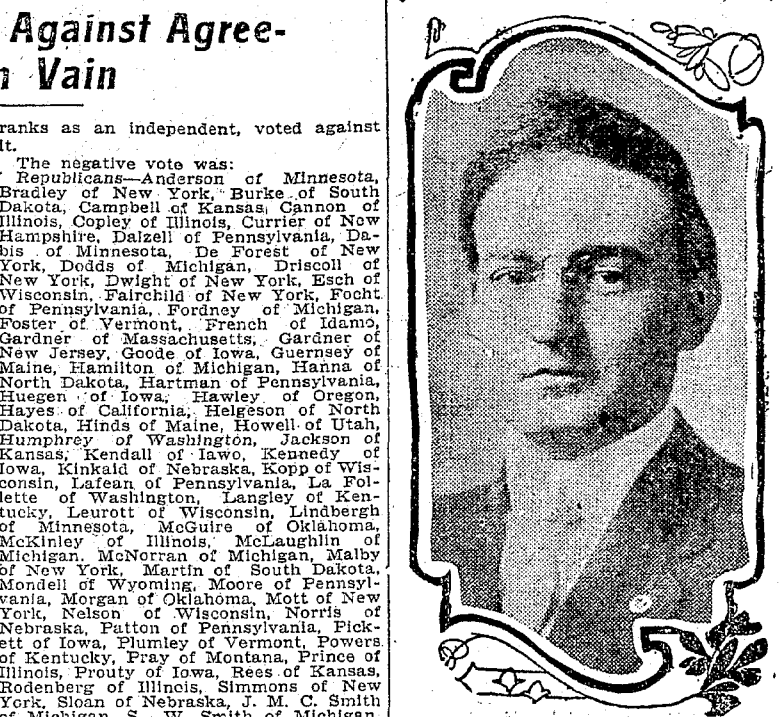 Against Agree-
Vain
ranks as an independent, voted against
it.
The negative vote was:
Republicans—Anderson of Minnesota,
Bradley of New York, Burke of South
Dakota, Campbell of Kansas, Cannon of
Illinois, Copley of Illinois, Currier of New
Hampshire, Dalzell of Pennsylvania, Da-
bis of Minnesota, De Forest of New
York, Dodds of Michigan, Driscoll of
New York, Dwight of New York, Esch of
Wisconsin, Fairchild of New York, Focht
of Pennsylvania, Fordney of Michigan,
Foster of Vermont, French of Idamo,
Gardner of Massachusetts, Gardner of
New Jersey, Goode of Iowa, Guernsey of
Maine, Hamilton of Michigan, Hanna of
North Dakota, Hartman of Pennsylvania,
Huegen of Iowa, Hawley of Oregon,
Hayes of California, Helgeson of North
Dakota, Hinds of Maine, Howell of Utah,
Humphrey of Washington, Jackson of
Kansas, Kendall of Iawo, Kennedy of
Iowa, Kinkaid of Nebraska, Kopp of Wis-
consin, Lafean of Pennsylvania, La Fol-
lette of Washington, Langley of Ken-
tucky, Leurott of Wisconsin, Lindbergh
of Minnesota, McGuire of Oklahoma,
McKinley of Illinois, McLaughlin of
Michigan. McNorran of Michigan, Malby
of New York, Martin of South Dakota,
Mondell of Wyoming, Moore of Pennsyl-
vania, Morgan of Oklahoma, Mott of New
York, Nelson of Wisconsin, Norris of
Nebraska, Patton of Pennsylvania, Pick-
ett of Iowa, Plumley of Vermont, Powers
of Kentucky, Pray of Montana, Prince of
Illinois, Prouty of Iowa, Rees of Kansas,
Rodenberg of Illinois, Simmons of New
York, Sloan of Nebraska, J. M. C. Smith
of Michigan, S. W. Smith of Michigan,